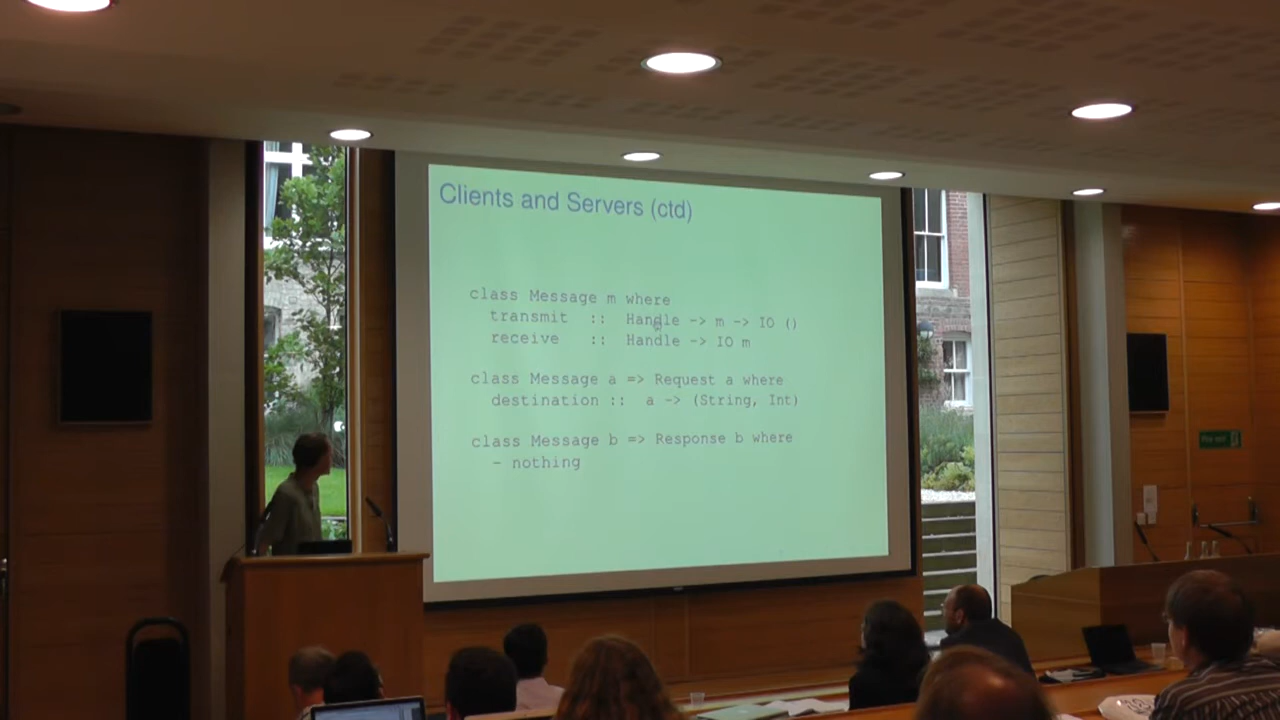 Clients and Servers (ctd)
class Message m where
transmit :: Handle -> m -> IO ()
receive :: Handle -> IO m
class Message a => Request a where
destination :: a -> (String, Int)
class Message b => Response b where
- nothing